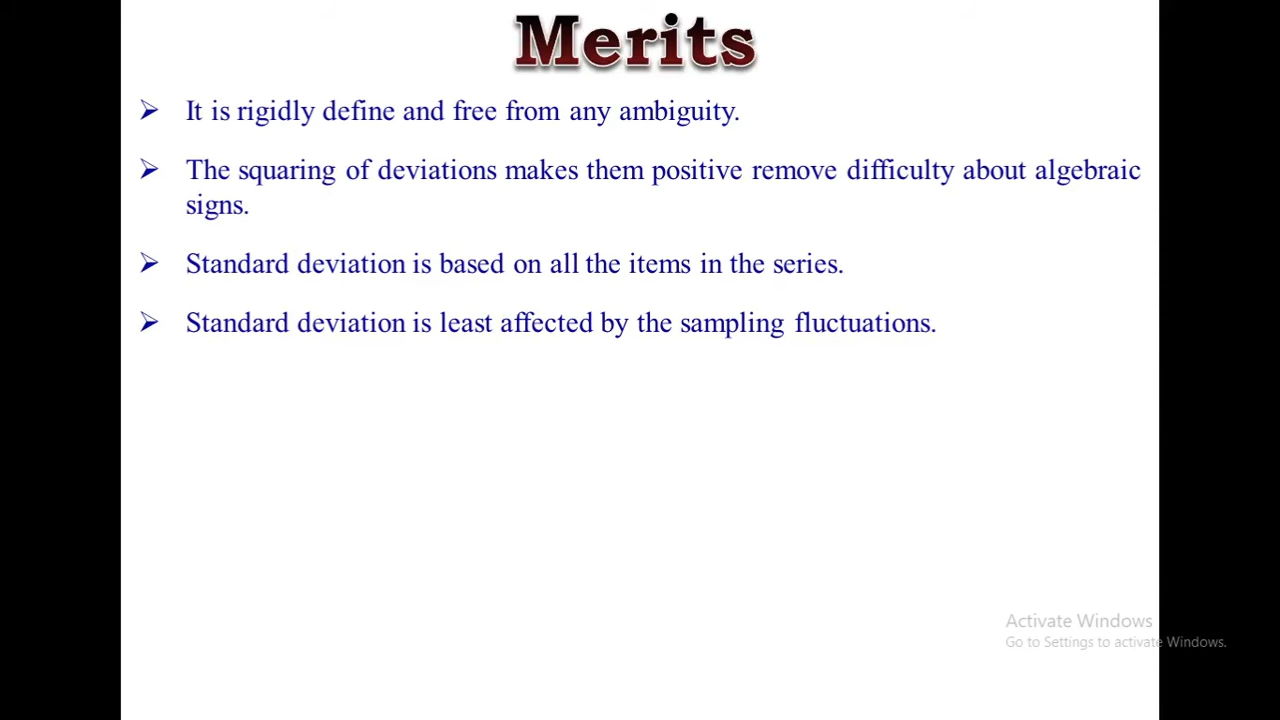 Merits
➢ It is rigidly define and free from any ambiguity.
➢ The squaring of deviations makes them positive remove difficulty about algebraic
signs.
➢ Standard deviation is based on all the items in the series.
➢ Standard deviation is least affected by the sampling fluctuations.
Activate Windows
Go to Settings to activate Windows.